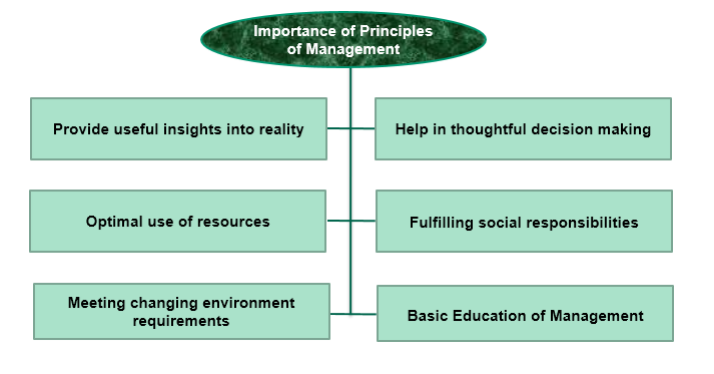 Importance of Principles
of Management
Provide useful insights into reality
Help in thoughtful decision making
Optimal use of resources
Fulfilling social responsibilities
Meeting changing environment
requirements
Basic Education of Management